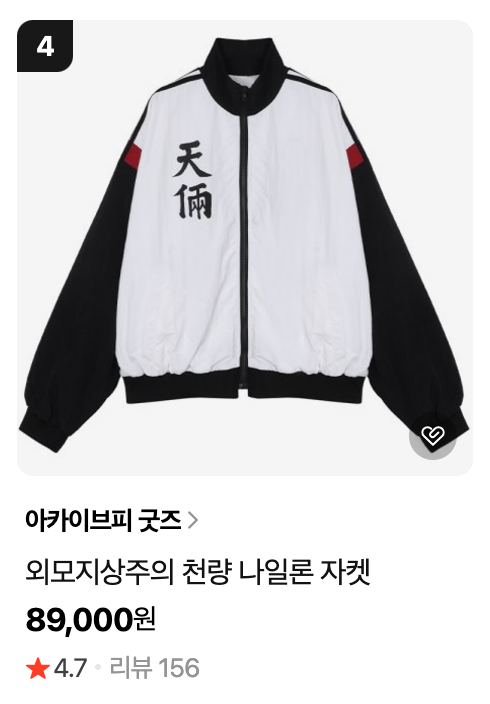 4
天
倆
아카이브피 굿즈
외모지상주의 천량 나일론 자켓
89,000원
4.7 리뷰 156